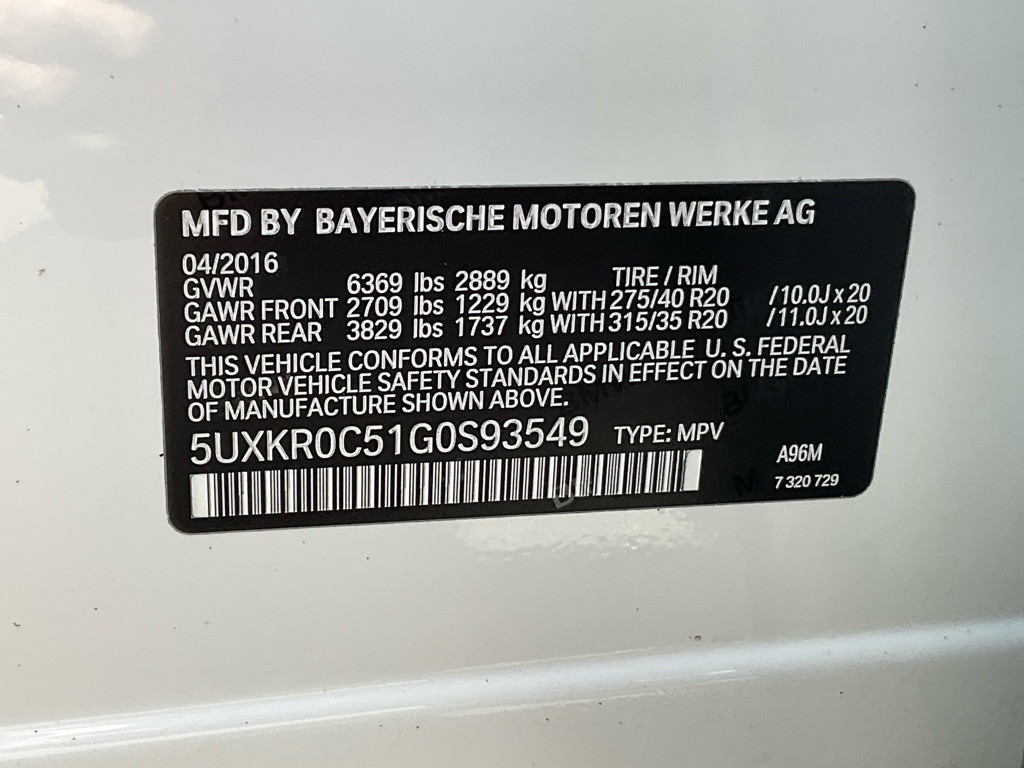 MFD BY BAYERISCHE MOTOREN WERKE AG
04/2016
GVWR 6369 lbs 2889 kg TIRE / RIM
GAWR FRONT 2709 lbs 1229 kg WITH 275/40 R20 /10.0J x 20
GAWR REAR 3829 lbs 1737 kg WITH 315/35 R20 /11.0J x 20
THIS VEHICLE CONFORMS TO ALL APPLICABLE U. S. FEDERAL
MOTOR VEHICLE SAFETY STANDARDS IN EFFECT ON THE DATE
OF MANUFACTURE SHOWN ABOVE.
5UXKR0C51G0S93549 TYPE: MPV
A96M
7 320 729